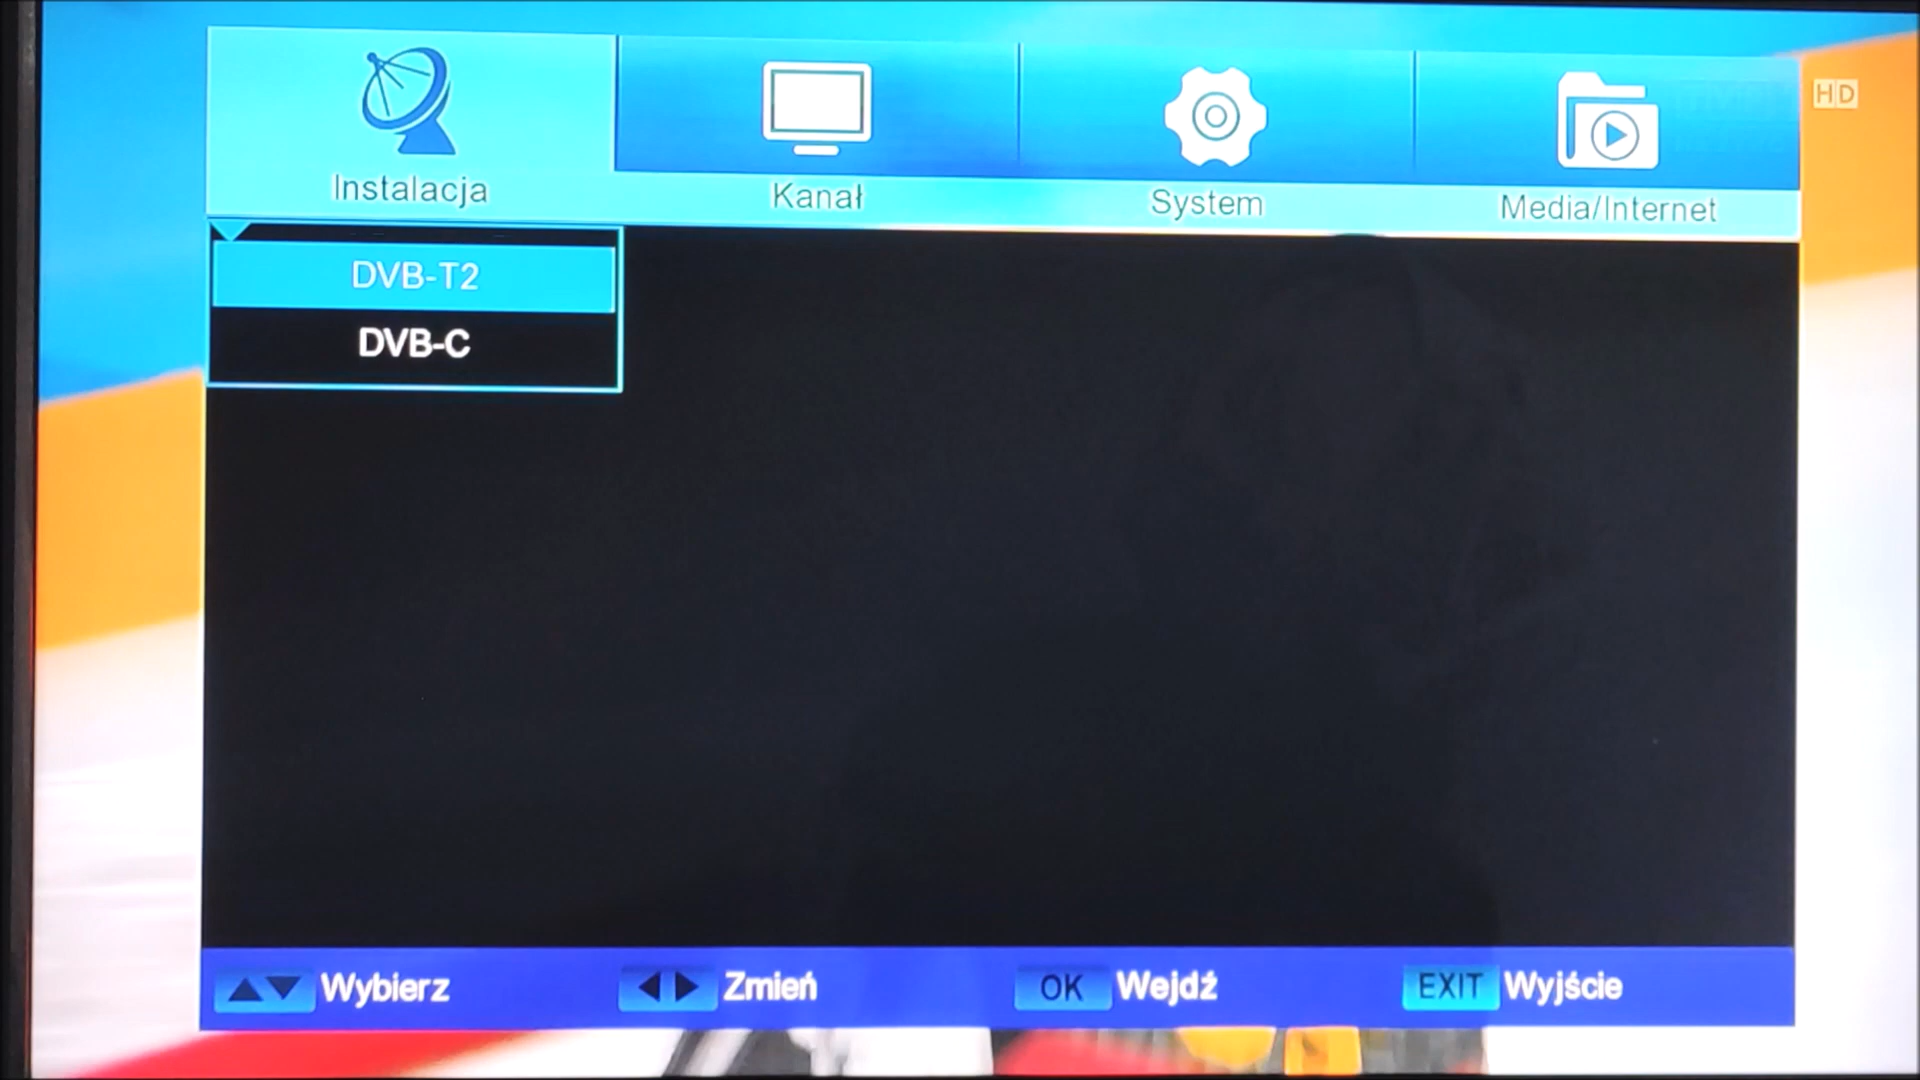 HD
Instalacja
Kanał
System
Media/Internet
DVB-T2
DVB-C
Wybierz
Zmień
OK Wejdź
EXIT Wyjście